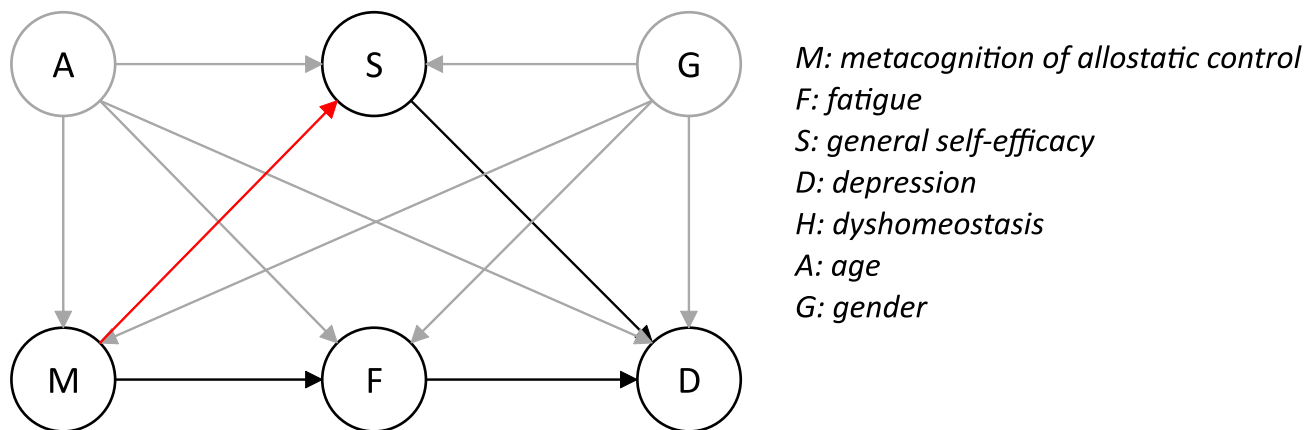 A
S
G
M: metacognition of allostatic control
F: fatigue
S: general self-efficacy
D: depression
H: dyshomeostasis
A: age
G: gender
M
F
D